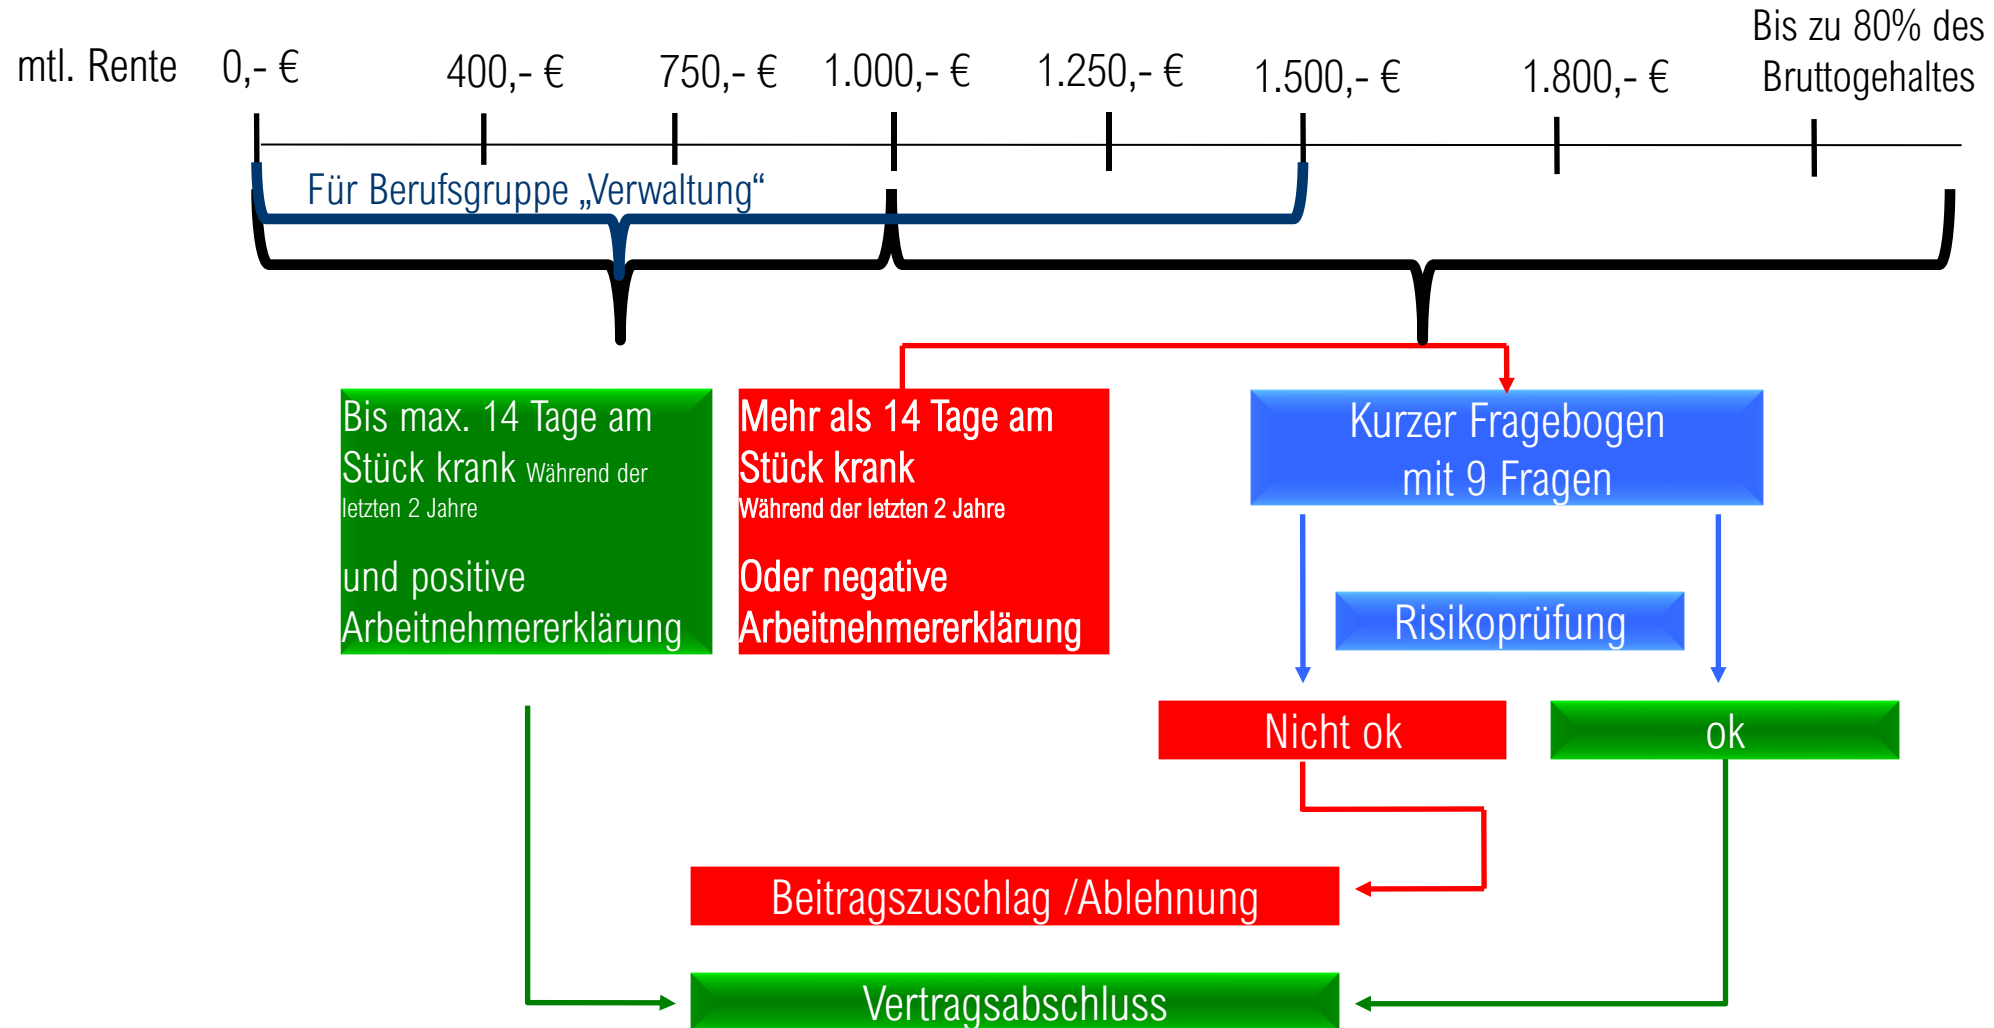 mtl. Rente 0,- € 400,- € 750,- € 1.000,- € 1.250,- € 1.500,- € 1.800,- €
Bis zu 80% des
Bruttogehaltes
Für Berufsgruppe „Verwaltung“
Bis max. 14 Tage am
Stück krank Während der
letzten 2 Jahre
und positive
Arbeitnehmererklärung
Mehr als 14 Tage am
Stück krank
Während der letzten 2 Jahre
Oder negative
Arbeitnehmererklärung
Kurzer Fragebogen
mit 9 Fragen
Risikoprüfung
Nicht ok
ok
Beitragszuschlag /Ablehnung
Vertragsabschluss